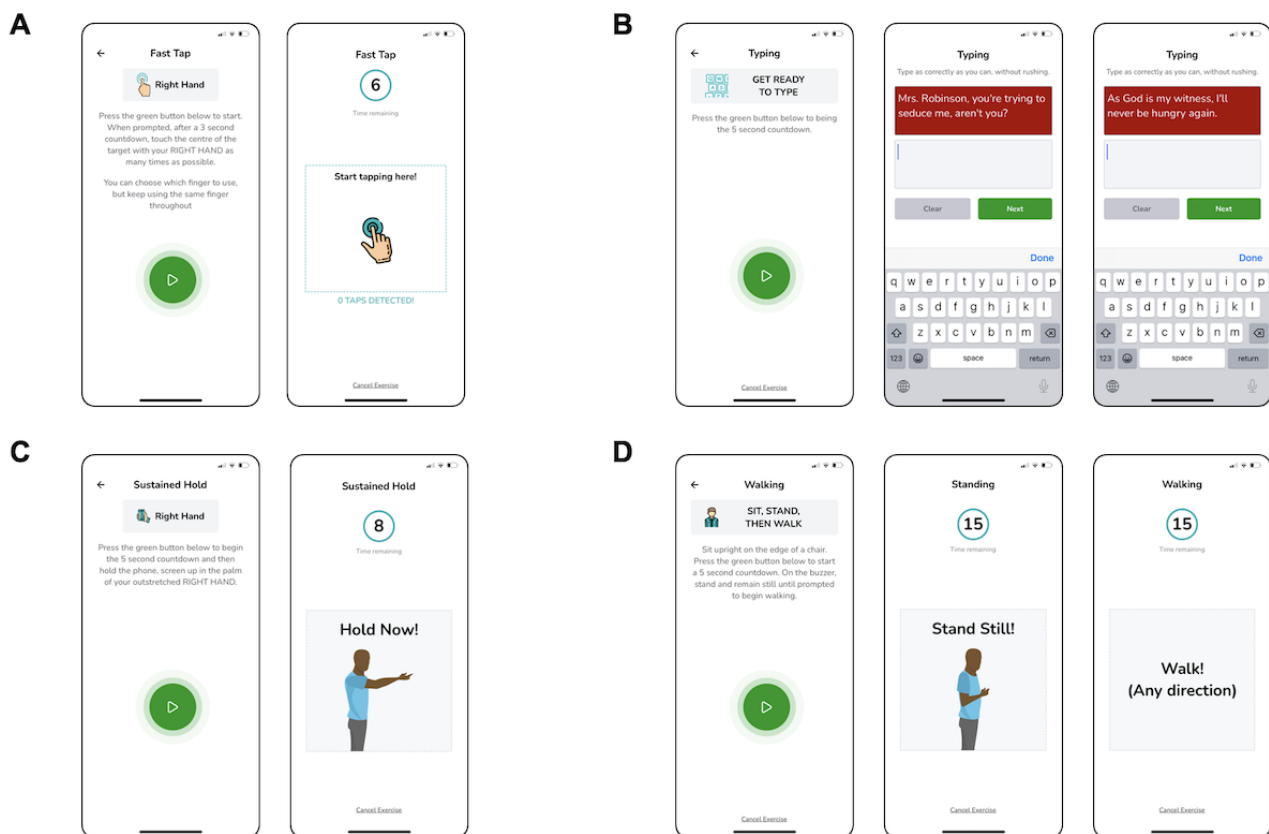 A
Fast Tap
Right Hand
Press the green button below to start.
When prompted, after a 3 second
countdown, touch the centre of the
target with your RIGHT HAND as
many times as possible.
You can choose which finger to use,
but keep using the same finger
throughout
Fast Tap
6
Time remaining
Start tapping here!
0 TAPS DETECTED!
Cancel Exercise
B
Typing
GET READY
TO TYPE
Press the green button below to being
the 5 second countdown.
Cancel Exercise
Typing
Type as correctly as you can, without rushing.
Mrs. Robinson, you're trying to
seduce me, aren't you?
Clear
Next
Done
q w e r t y u i o p
a s d f g h j k l
z x c v b n m
123
space
return
Typing
Type as correctly as you can, without rushing.
As God is my witness, I'll
never be hungry again.
Clear
Next
Done
q w e r t y u i o p
a s d f g h j k l
z x c v b n m
123
space
return
C
Sustained Hold
Right Hand
Press the green button below to begin
the 5 second countdown and then
hold the phone, screen up in the palm
of your outstretched RIGHT HAND.
Sustained Hold
8
Time remaining
Hold Now!
Cancel Exercise
D
Walking
SIT, STAND,
THEN WALK
Sit upright on the edge of a chair.
Press the green button below to start
a 5 second countdown. On the buzzer,
stand and remain still until prompted
to begin walking.
Cancel Exercise
Standing
15
Time remaining
Stand Still!
Cancel Exercise
Walking
15
Time remaining
Walk!
(Any direction)
Cancel Exercise